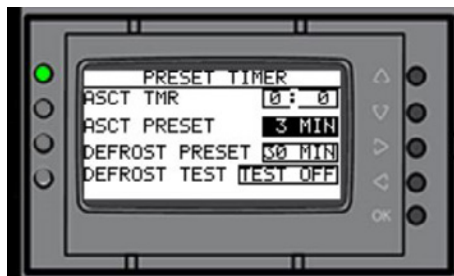 PRESET TIMER
ASCT TMR 0: 0
ASCT PRESET 3 MIN
DEFROST PRESET 30 MIN
DEFROST TEST TEST OFF
OK